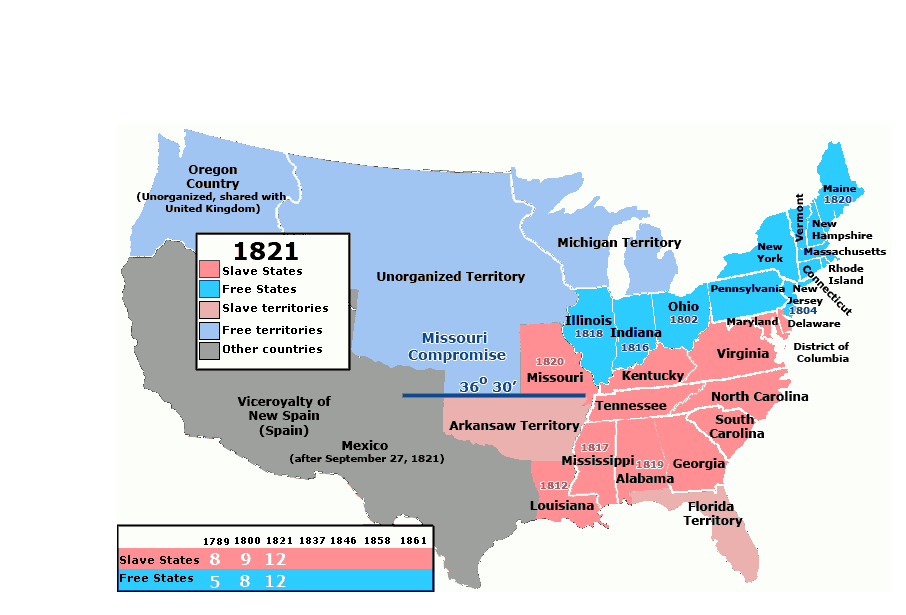 Oregon
Country
(Unorganized, shared with
United Kingdom)
Maine
1820
Vermont
New
Hampshire
Massachusetts
Rhode
Island
Connecticut
New
York
Michigan Territory
1821
Slave States
Free States
Slave territories
Free territories
Other countries
Unorganized Territory
Pennsylvania
New
Jersey
1804
Ohio
1802
Illinois
1818
Indiana
1816
Maryland
Delaware
District of
Columbia
Missouri
Compromise
36⁰ 30′
1820
Missouri
Kentucky
Virginia
Viceroyalty of
New Spain
(Spain)
Mexico
(after September 27, 1821)
Arkansaw Territory
Tennessee
North Carolina
South
Carolina
1817
Mississippi
1819
Alabama
Georgia
1812
Louisiana
Florida
Territory
1789 1800 1821 1837 1846 1858 1861
Slave States 8 9 12
Free States 5 8 12